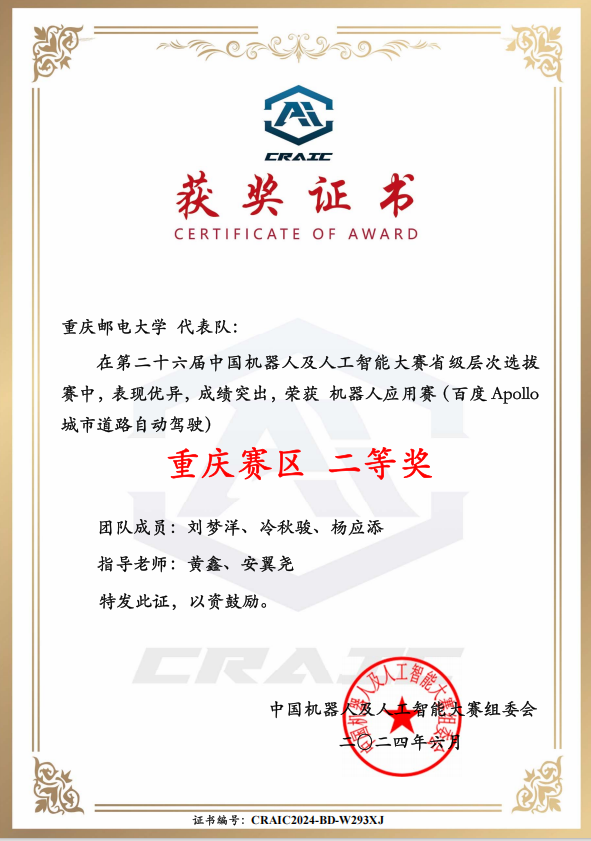 Ai
CRAIC
获奖证书
CERTIFICATE OF AWARD
重庆邮电大学 代表队：
在第二十六届中国机器人及人工智能大赛省级层次选拔
赛中，表现优异，成绩突出，荣获 机器人应用赛（百度 Apollo
城市道路自动驾驶）
重庆赛区 二等奖
团队成员：刘梦洋、冷秋骏、杨应添
指导老师：黄鑫、安翼尧
特发此证，以资鼓励。
CRAIC
中国机器人及人工智能大赛组委会
二〇二四年六月
中国机器人及人工智能大赛组委会
证书编号：CRAIC2024-BD-W293XJ